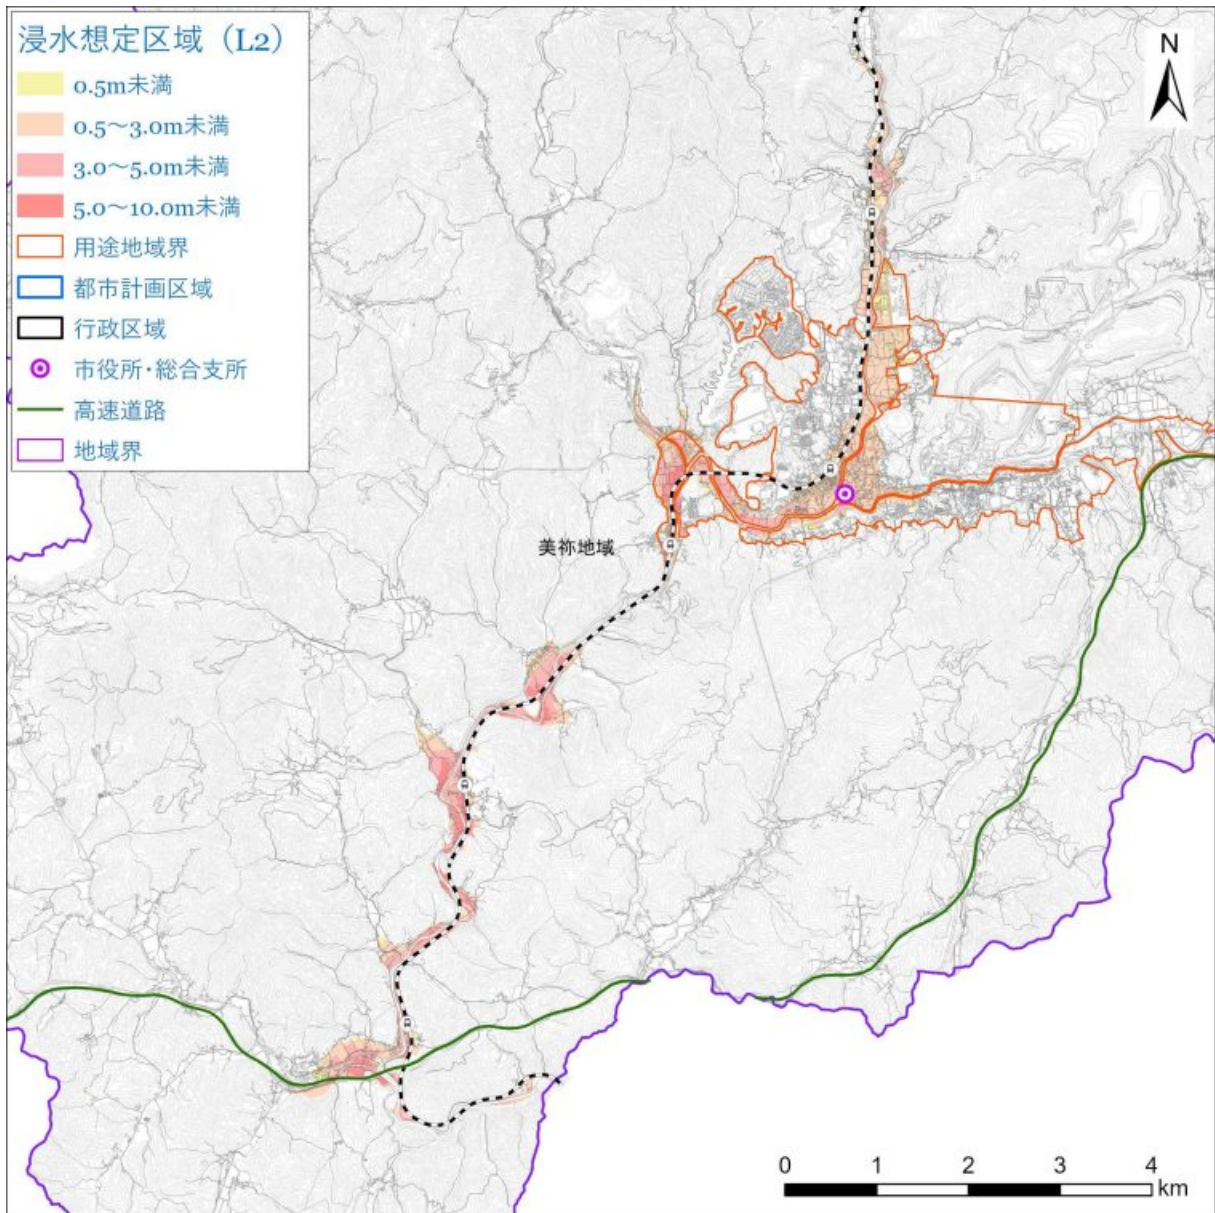 浸水想定区域（L2）
0.5m未満
0.5～3.0m未満
3.0～5.0m未満
5.0～10.0m未満
用途地域界
都市計画区域
行政区域
市役所・総合支所
高速道路
地域界
N
美祢地域
0 1 2 3 4
km